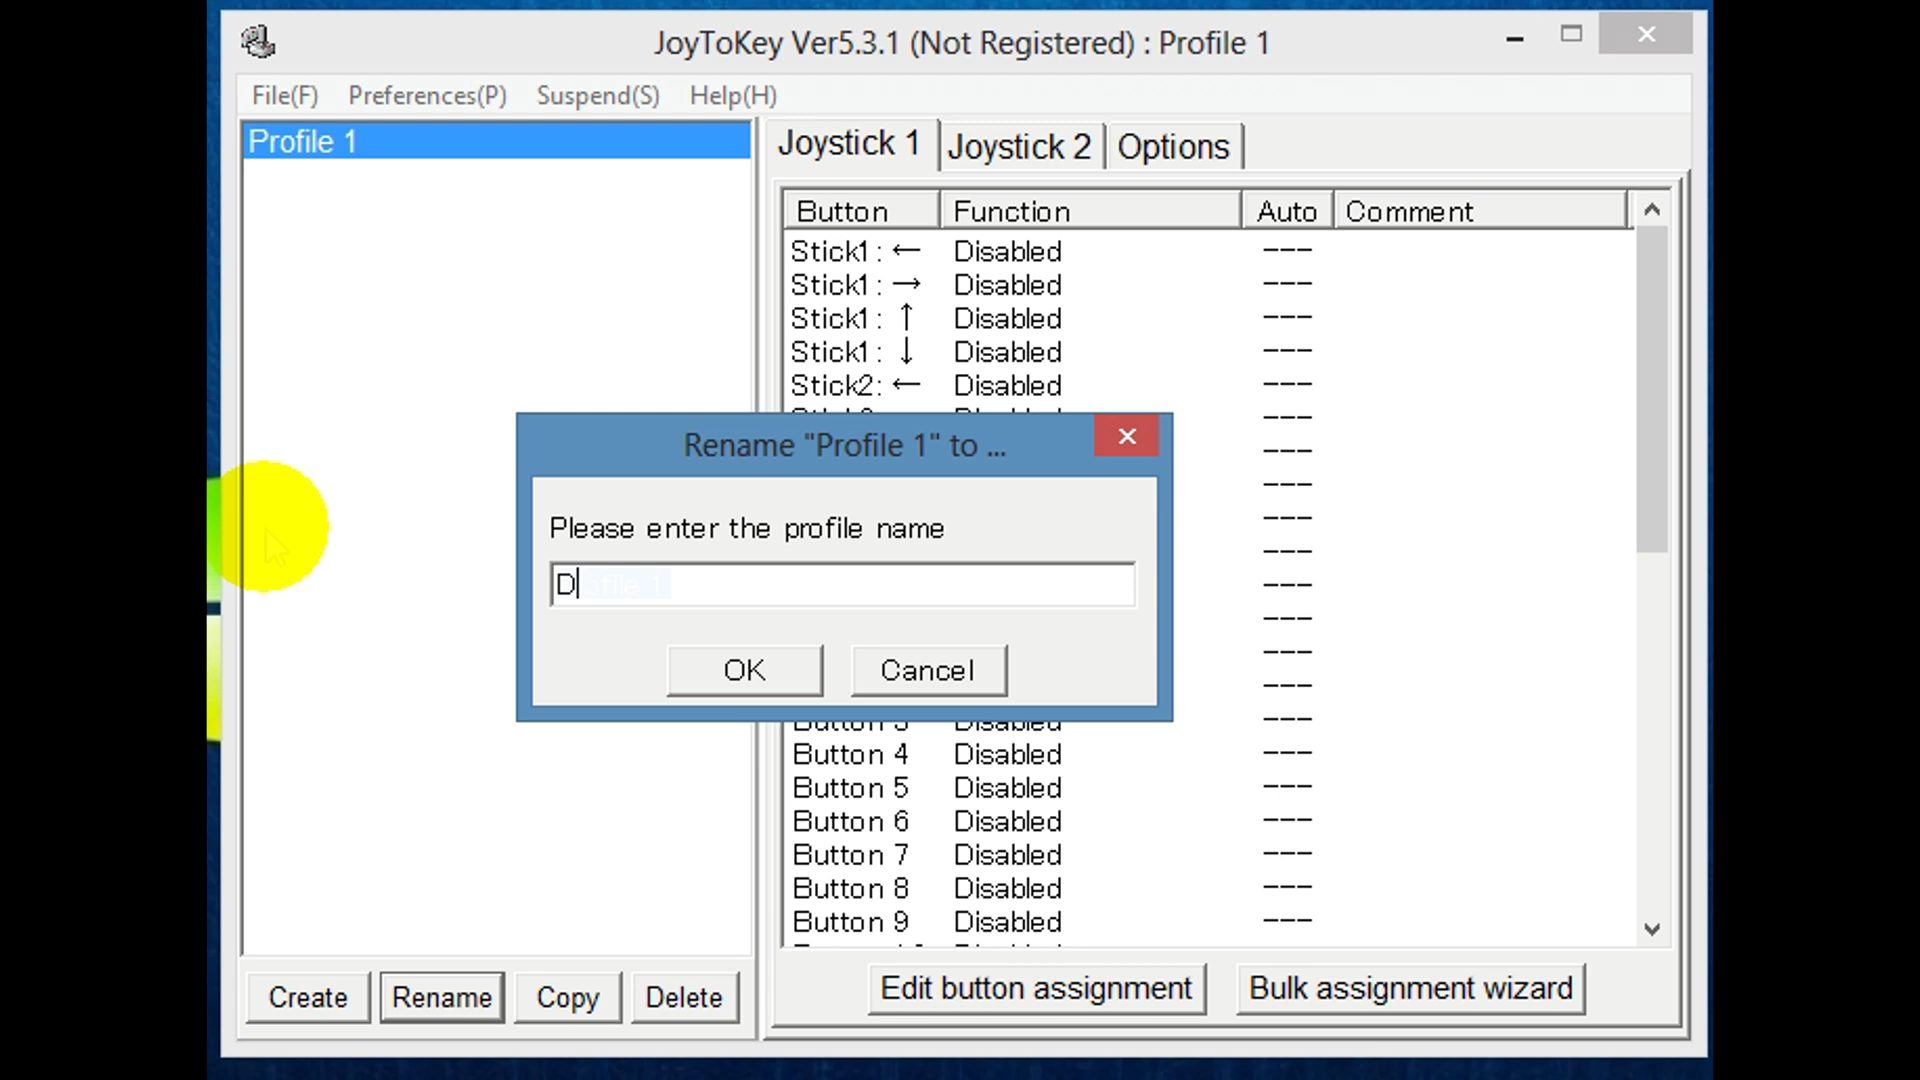 JoyToKey Ver5.3.1 (Not Registered) : Profile 1
File(F) Preferences(P) Suspend(S) Help(H)
Profile 1
Joystick 1 Joystick 2 Options
Button Function Auto Comment
Stick1 : ← Disabled ---
Stick1 : → Disabled ---
Stick1 : ↑ Disabled ---
Stick1 : ↓ Disabled ---
Stick2: ← Disabled ---
---
---
---
---
---
---
---
---
---
Rename "Profile 1" to ...
Please enter the profile name
D
OK Cancel
Button 3 Disabled ---
Button 4 Disabled ---
Button 5 Disabled ---
Button 6 Disabled ---
Button 7 Disabled ---
Button 8 Disabled ---
Button 9 Disabled ---
Create Rename Copy Delete
Edit button assignment Bulk assignment wizard